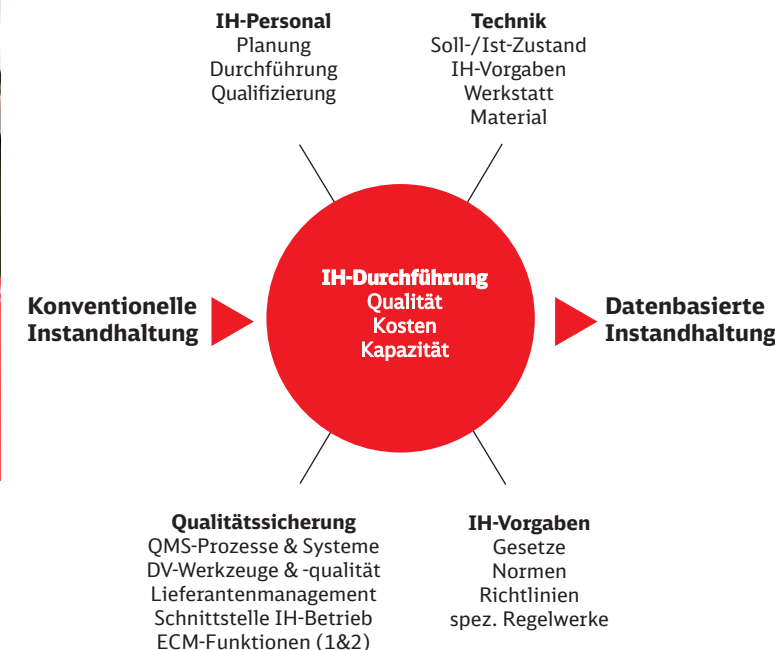 IH-Personal
Planung
Durchführung
Qualifizierung
Technik
Soll-/Ist-Zustand
IH-Vorgaben
Werkstatt
Material
Konventionelle
Instandhaltung
IH-Durchführung
Qualität
Kosten
Kapazität
Datenbasierte
Instandhaltung
Qualitätssicherung
QMS-Prozesse & Systeme
DV-Werkzeuge & -qualität
Lieferantenmanagement
Schnittstelle IH-Betrieb
ECM-Funktionen (1&2)
IH-Vorgaben
Gesetze
Normen
Richtlinien
spez. Regelwerke